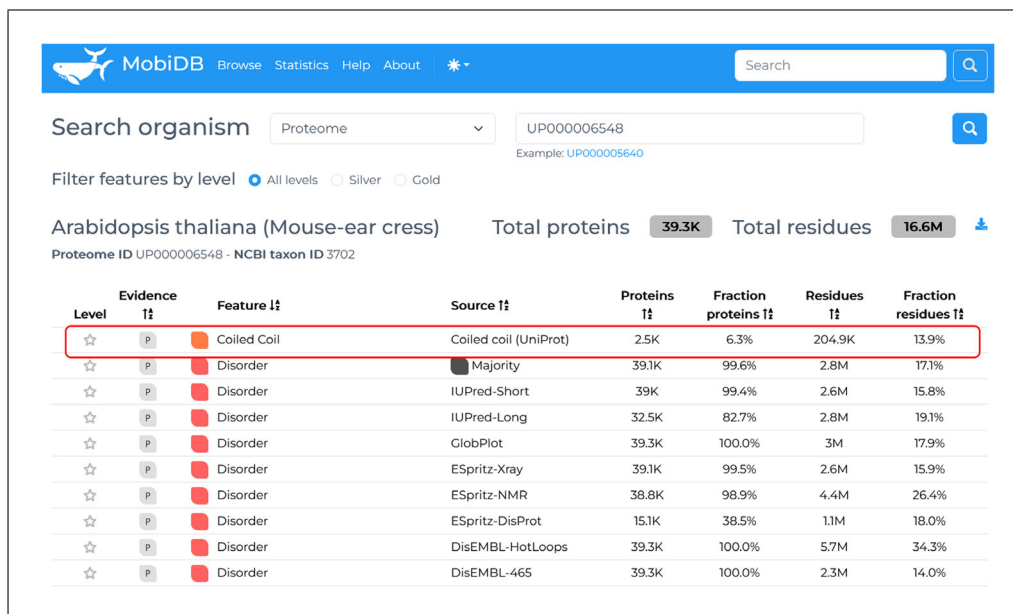 MobiDB Browse Statistics Help About
Search
Search organism Proteome UP000006548
Example: UP000005640
Filter features by level All levels Silver Gold
Arabidopsis thaliana (Mouse-ear cress) Total proteins 39.3K Total residues 16.6M
Proteome ID UP000006548 - NCBI taxon ID 3702
Level Evidence Feature Source Proteins Fraction proteins Residues Fraction residues
P Coiled Coil Coiled coil (UniProt) 2.5K 6.3% 204.9K 13.9%
P Disorder Majority 39.1K 99.6% 2.8M 17.1%
P Disorder IUPred-Short 39K 99.4% 2.6M 15.8%
P Disorder IUPred-Long 32.5K 82.7% 2.8M 19.1%
P Disorder GlobPlot 39.3K 100.0% 3M 17.9%
P Disorder ESpritz-Xray 39.1K 99.5% 2.6M 15.9%
P Disorder ESpritz-NMR 38.8K 98.9% 4.4M 26.4%
P Disorder ESpritz-DisProt 15.1K 38.5% 1.1M 18.0%
P Disorder DisEMBL-HotLoops 39.3K 100.0% 5.7M 34.3%
P Disorder DisEMBL-465 39.3K 100.0% 2.3M 14.0%